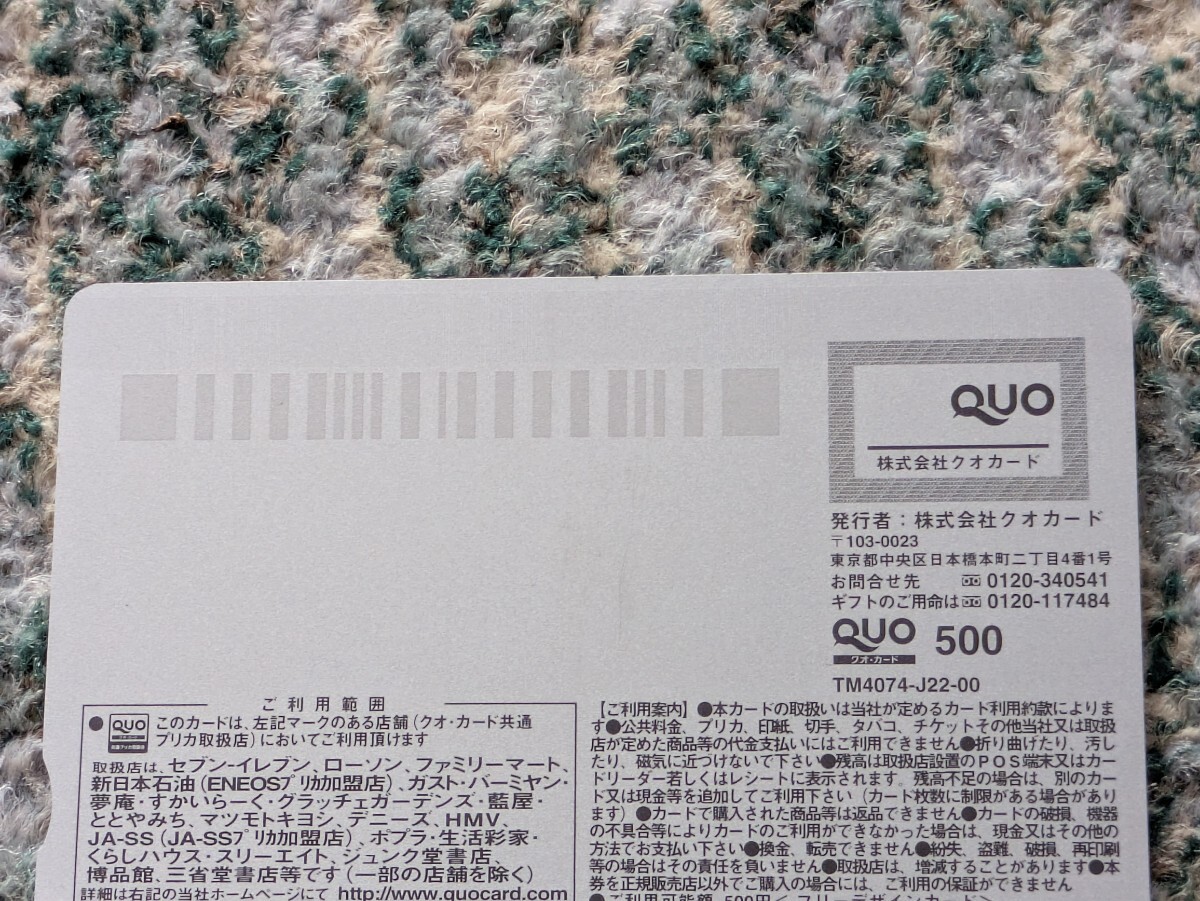 QUO
株式会社クオカード
発行者：株式会社クオカード
〒103-0023
東京都中央区日本橋本町二丁目4番1号
お問合せ先 0120-340541
ギフトのご用命は 0120-117484
QUO 500
クオ・カード
TM4074-J22-00
ご利用範囲
●QUO このカードは、左記マークのある店舗（クオ・カード共通
プリカ取扱店）においてご利用頂けます
取扱店は、セブン-イレブン、ローソン、ファミリーマート、
新日本石油（ENEOSプリカ加盟店）、ガスト・バーミヤン・
夢庵・すかいらーく・グラッチェガーデンズ・藍屋・
ととやみち、マツモトキヨシ、デニーズ、HMV、
JA-SS（JA-SSプリカ加盟店）、ポプラ・生活彩家・
くらしハウス・スリーエイト、ジュンク堂書店、
博品館、三省堂書店等です（一部の店舗を除く）
詳細は右記の当社ホームページにて http://www.quocard.com
【ご利用案内】●本カードの取扱いは当社が定めるカード利用約款によりま
す●公共料金、プリカ、印紙、切手、タバコ、チケットその他当社又は取扱
店が定めた商品等の代金支払いにはご利用できません●折り曲げたり、汚し
たり、磁気に近づけないで下さい●残高は取扱店設置のＰＯＳ端末又はカー
ドリーダー若しくはレシートに表示されます。残高不足の場合は、別のカー
ド又は現金等を追加してご利用下さい（カード枚数に制限がある場合があり
ます）●カードで購入された商品等は返品できません●カードの破損、機器
の不具合等によりカードのご利用ができなかった場合は、現金又はその他の
方法でお支払い下さい●換金、転売できません●紛失、盗難、破損、再印刷
等の場合はその責任を負いません●取扱店は、増減することがあります●本
券を正規販売店以外でご購入の場合には、ご利用の保証ができません
●ご利用可能額 500円＜フリーデザインカード＞